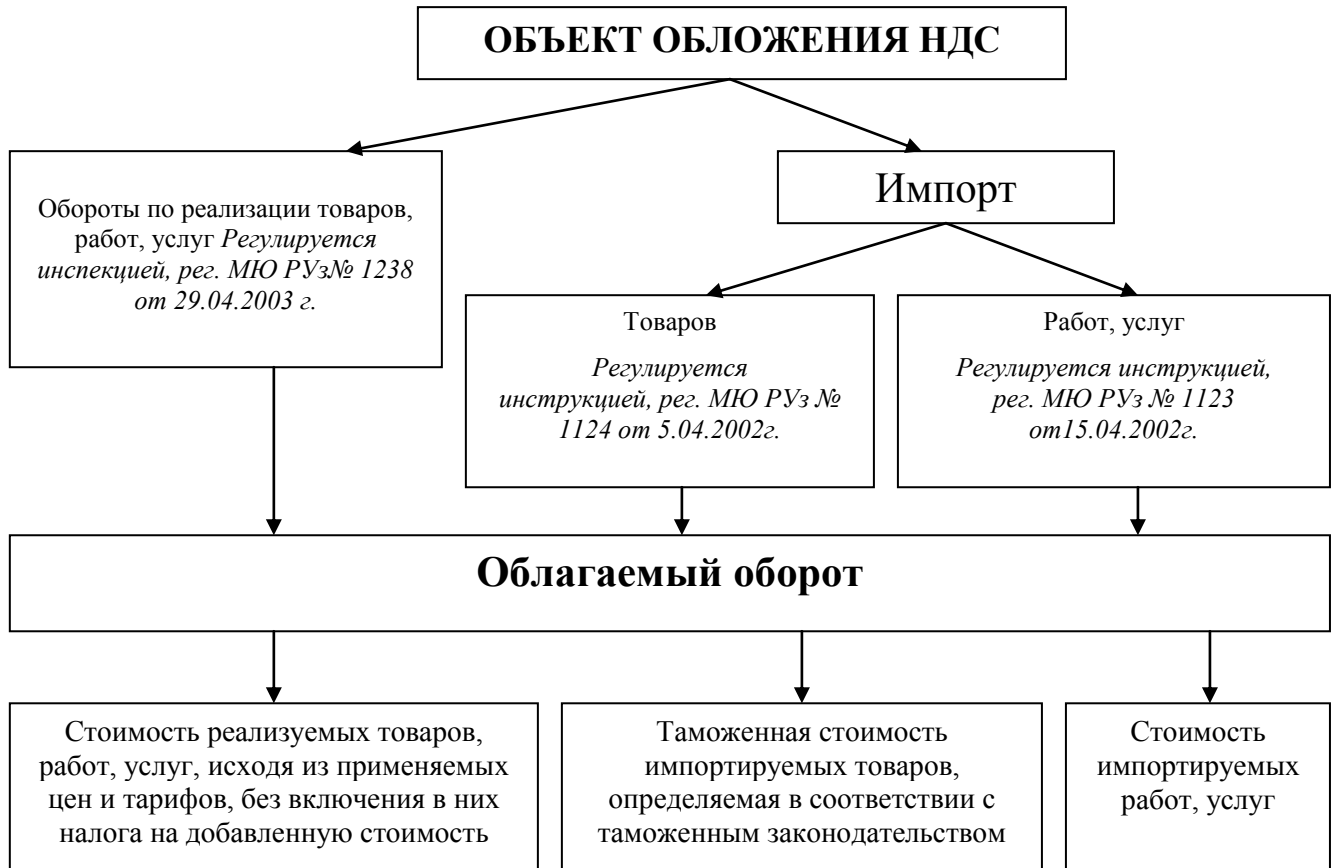 ОБЪЕКТ ОБЛОЖЕНИЯ НДС
Обороты по реализации товаров,
работ, услуг Регулируется
инспекцией, рег. МЮ РУз№ 1238
от 29.04.2003 г.
Импорт
Товаров
Регулируется
инструкцией, рег. МЮ РУз №
1124 от 5.04.2002г.
Работ, услуг
Регулируется инструкцией,
рег. МЮ РУз № 1123
от15.04.2002г.
Облагаемый оборот
Стоимость реализуемых товаров,
работ, услуг, исходя из применяемых
цен и тарифов, без включения в них
налога на добавленную стоимость
Таможенная стоимость
импортируемых товаров,
определяемая в соответствии с
таможенным законодательством
Стоимость
импортируемых
работ, услуг